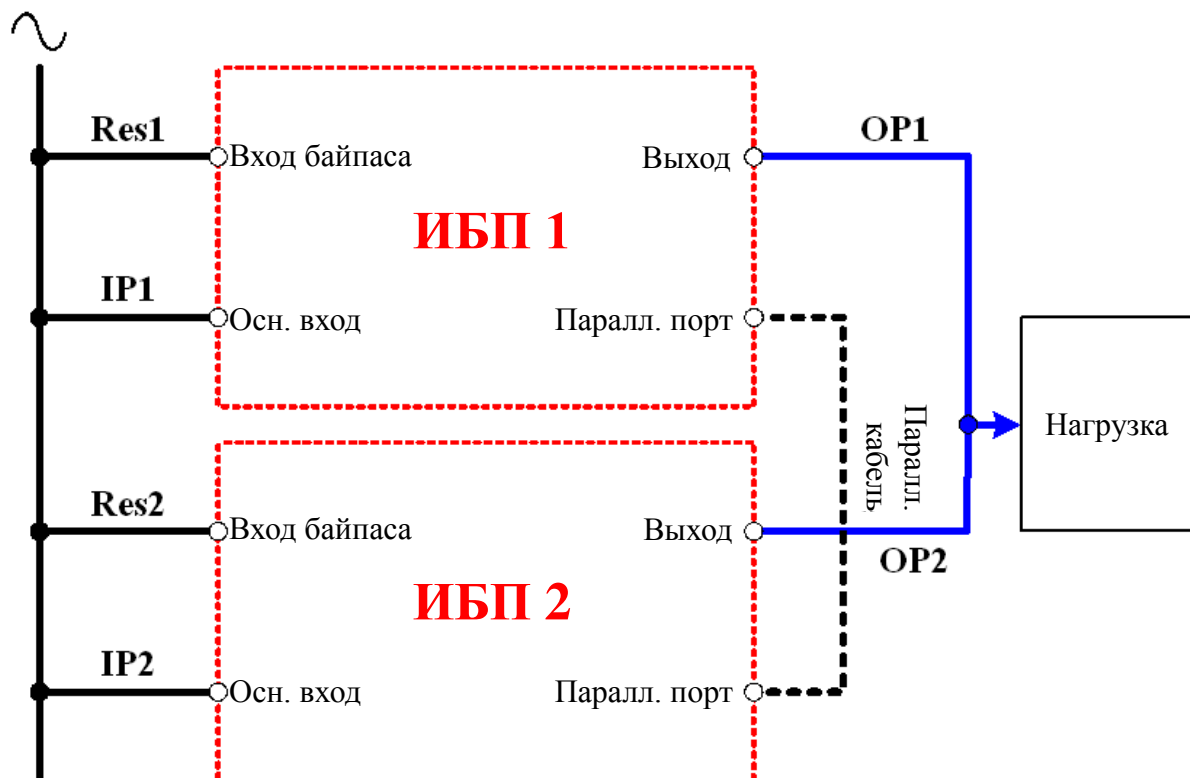 Res1
OP1
Вход байпаса
Выход
ИБП 1
IP1
Осн. вход
Паралл. порт
Паралл.
кабель
Нагрузка
Res2
Вход байпаса
Выход
OP2
ИБП 2
IP2
Осн. вход
Паралл. порт